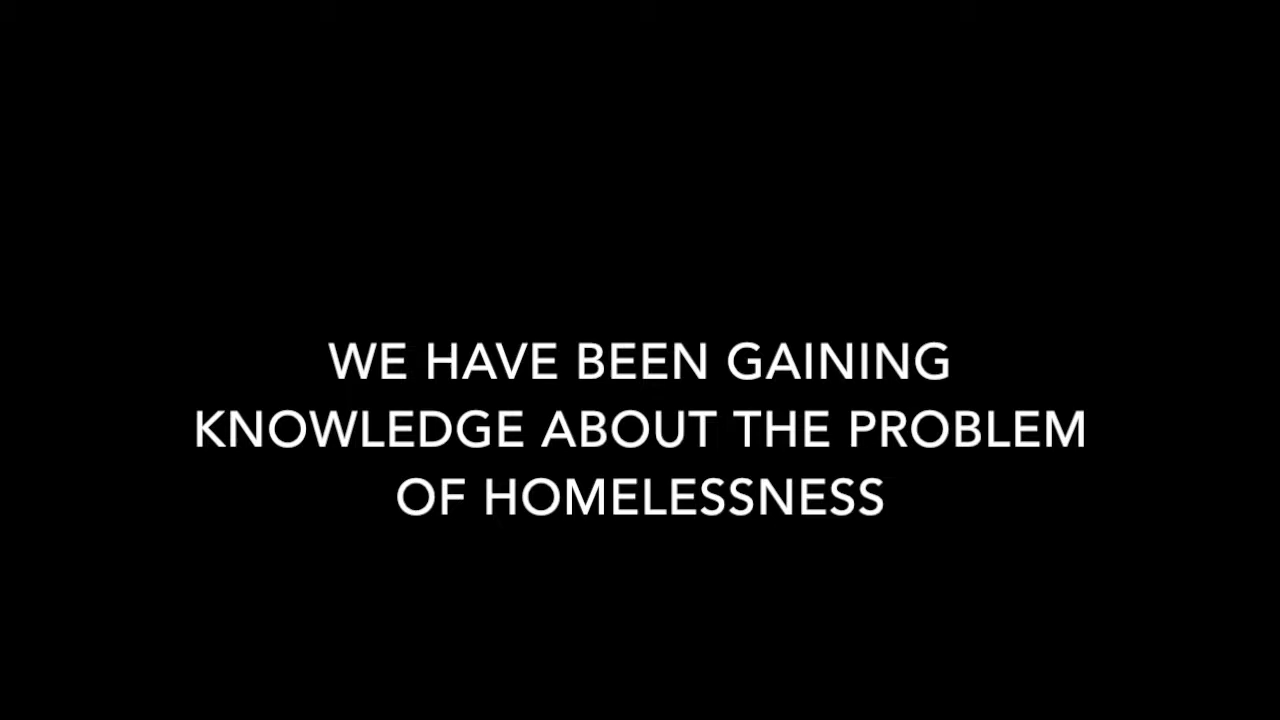 WE HAVE BEEN GAINING
KNOWLEDGE ABOUT THE PROBLEM
OF HOMELESSNESS